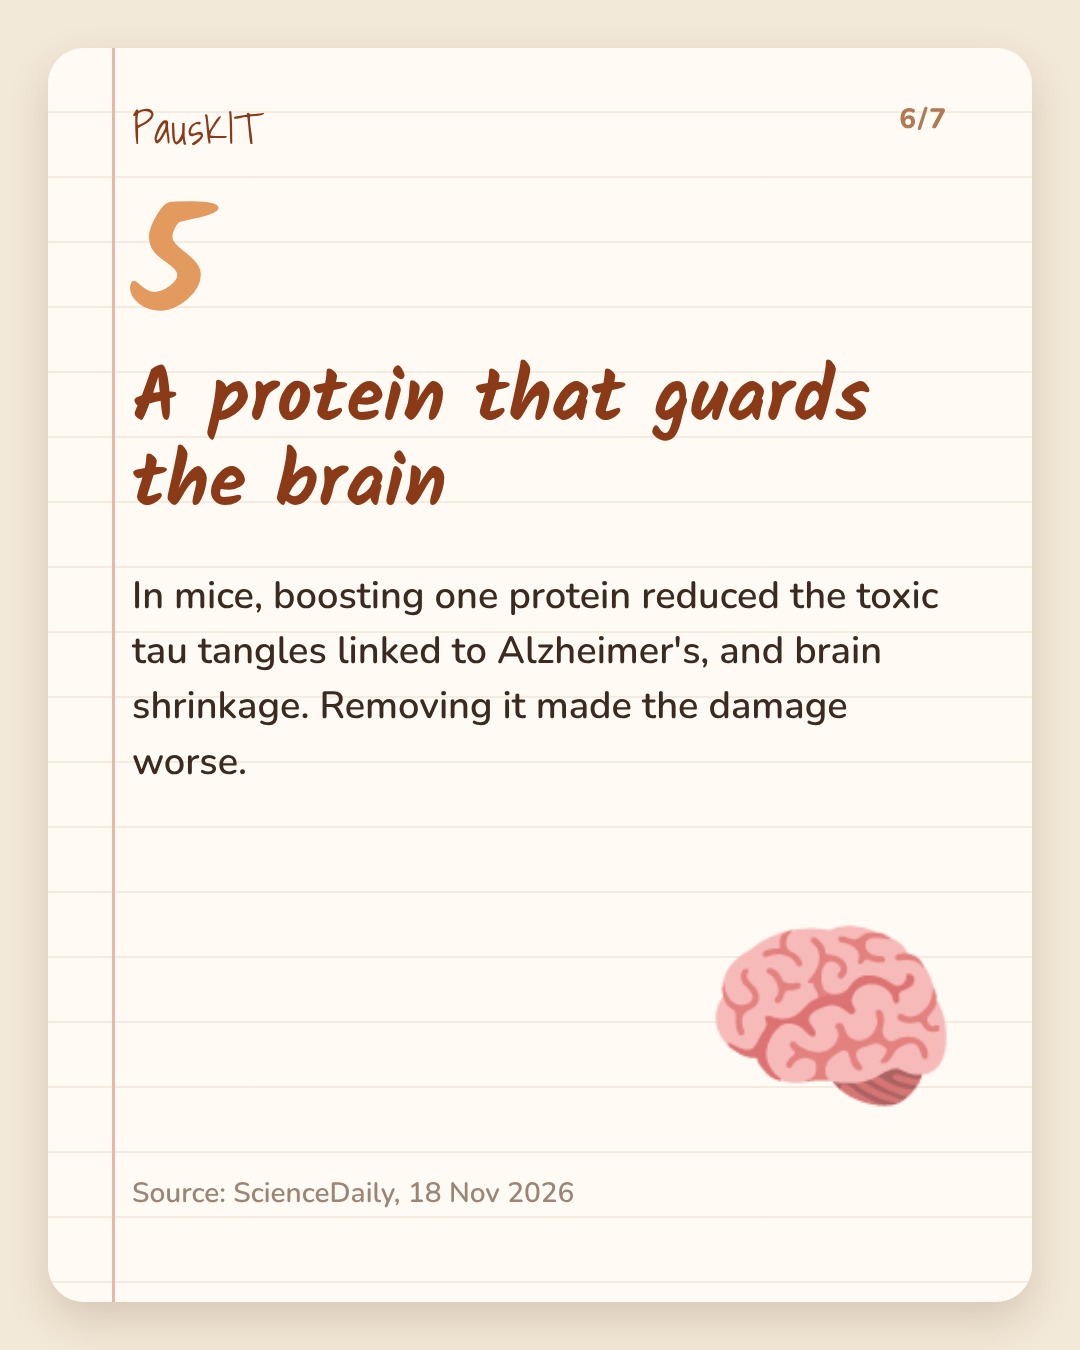 PausKIT
6/7
5
A protein that guards
the brain
In mice, boosting one protein reduced the toxic
tau tangles linked to Alzheimer's, and brain
shrinkage. Removing it made the damage
worse.
Source: ScienceDaily, 18 Nov 2026